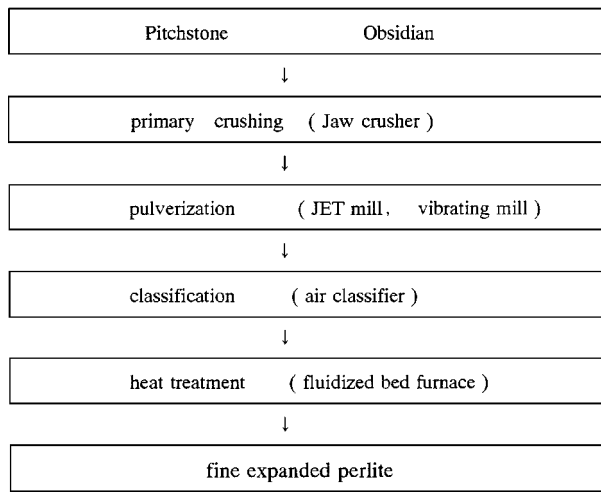 Pitchstone Obsidian
↓
primary crushing ( Jaw crusher )
↓
pulverization ( JET mill, vibrating mill )
↓
classification ( air classifier )
↓
heat treatment ( fluidized bed furnace )
↓
fine expanded perlite